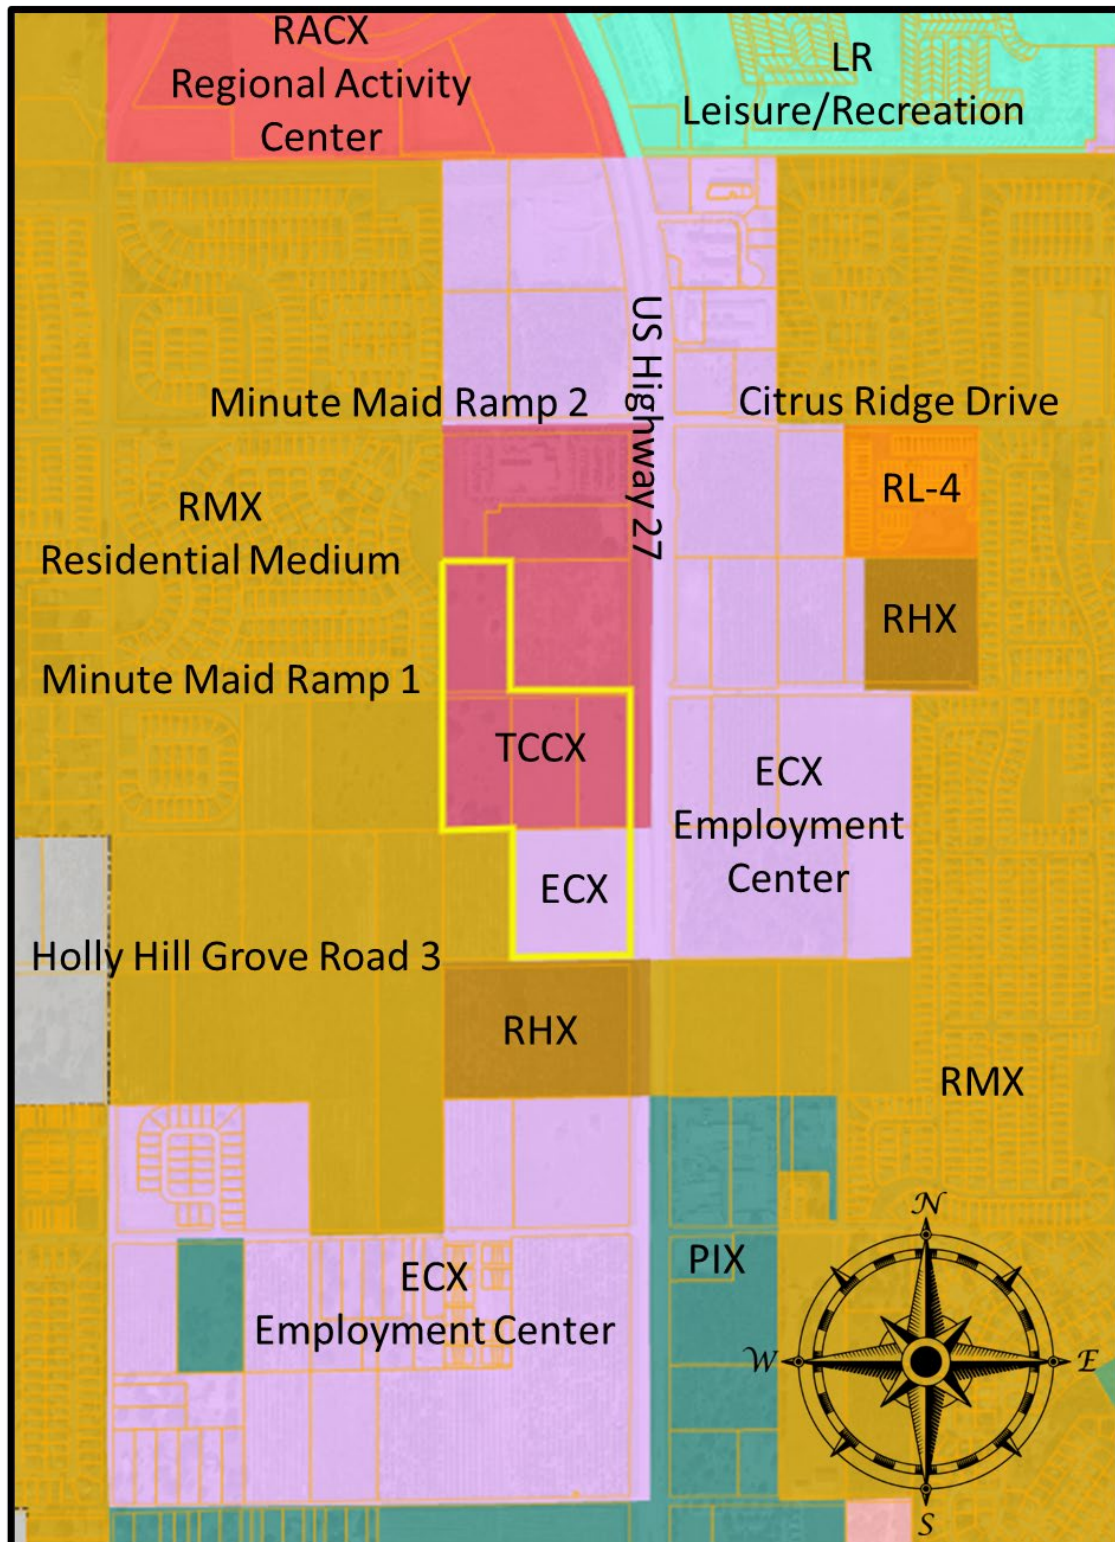 RACX
Regional Activity
Center
LR
Leisure/Recreation
US Highway 27
Minute Maid Ramp 2
Citrus Ridge Drive
RMX
Residential Medium
RL-4
RHX
Minute Maid Ramp 1
TCCX
ECX
Employment
Center
ECX
Holly Hill Grove Road 3
RHX
RMX
PIX
ECX
Employment Center
N
W
E
S